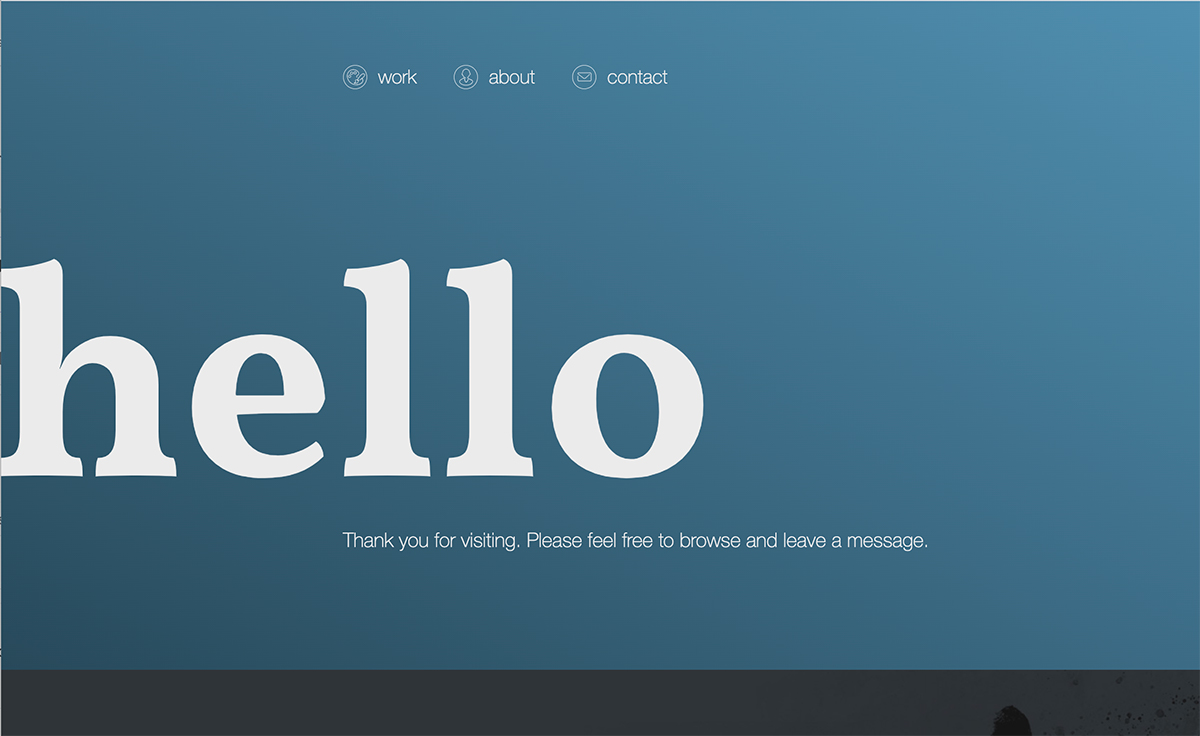 work about contact
hello
Thank you for visiting. Please feel free to browse and leave a message.